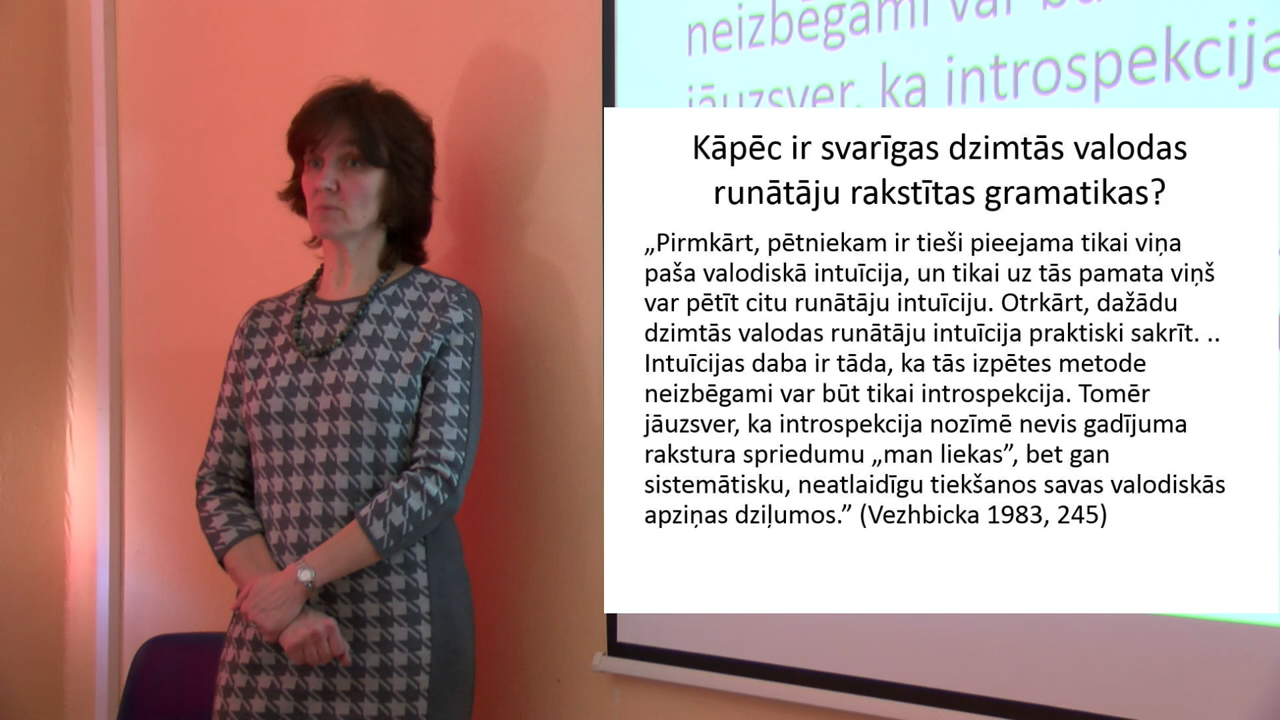 neizbēgami var
jāuzsver, ka introspekcija
Kāpēc ir svarīgas dzimtās valodas
runātāju rakstītas gramatikas?
„Pirmkārt, pētniekam ir tieši pieejama tikai viņa
paša valodiskā intuīcija, un tikai uz tās pamata viņš
var pētīt citu runātāju intuīciju. Otrkārt, dažādu
dzimtās valodas runātāju intuīcija praktiski sakrīt. ..
Intuīcijas daba ir tāda, ka tās izpētes metode
neizbēgami var būt tikai introspekcija. Tomēr
jāuzsver, ka introspekcija nozīmē nevis gadījuma
rakstura spriedumu „man liekas”, bet gan
sistemātisku, neatlaidīgu tiekšanos savas valodiskās
apziņas dziļumos.” (Vezhbicka 1983, 245)